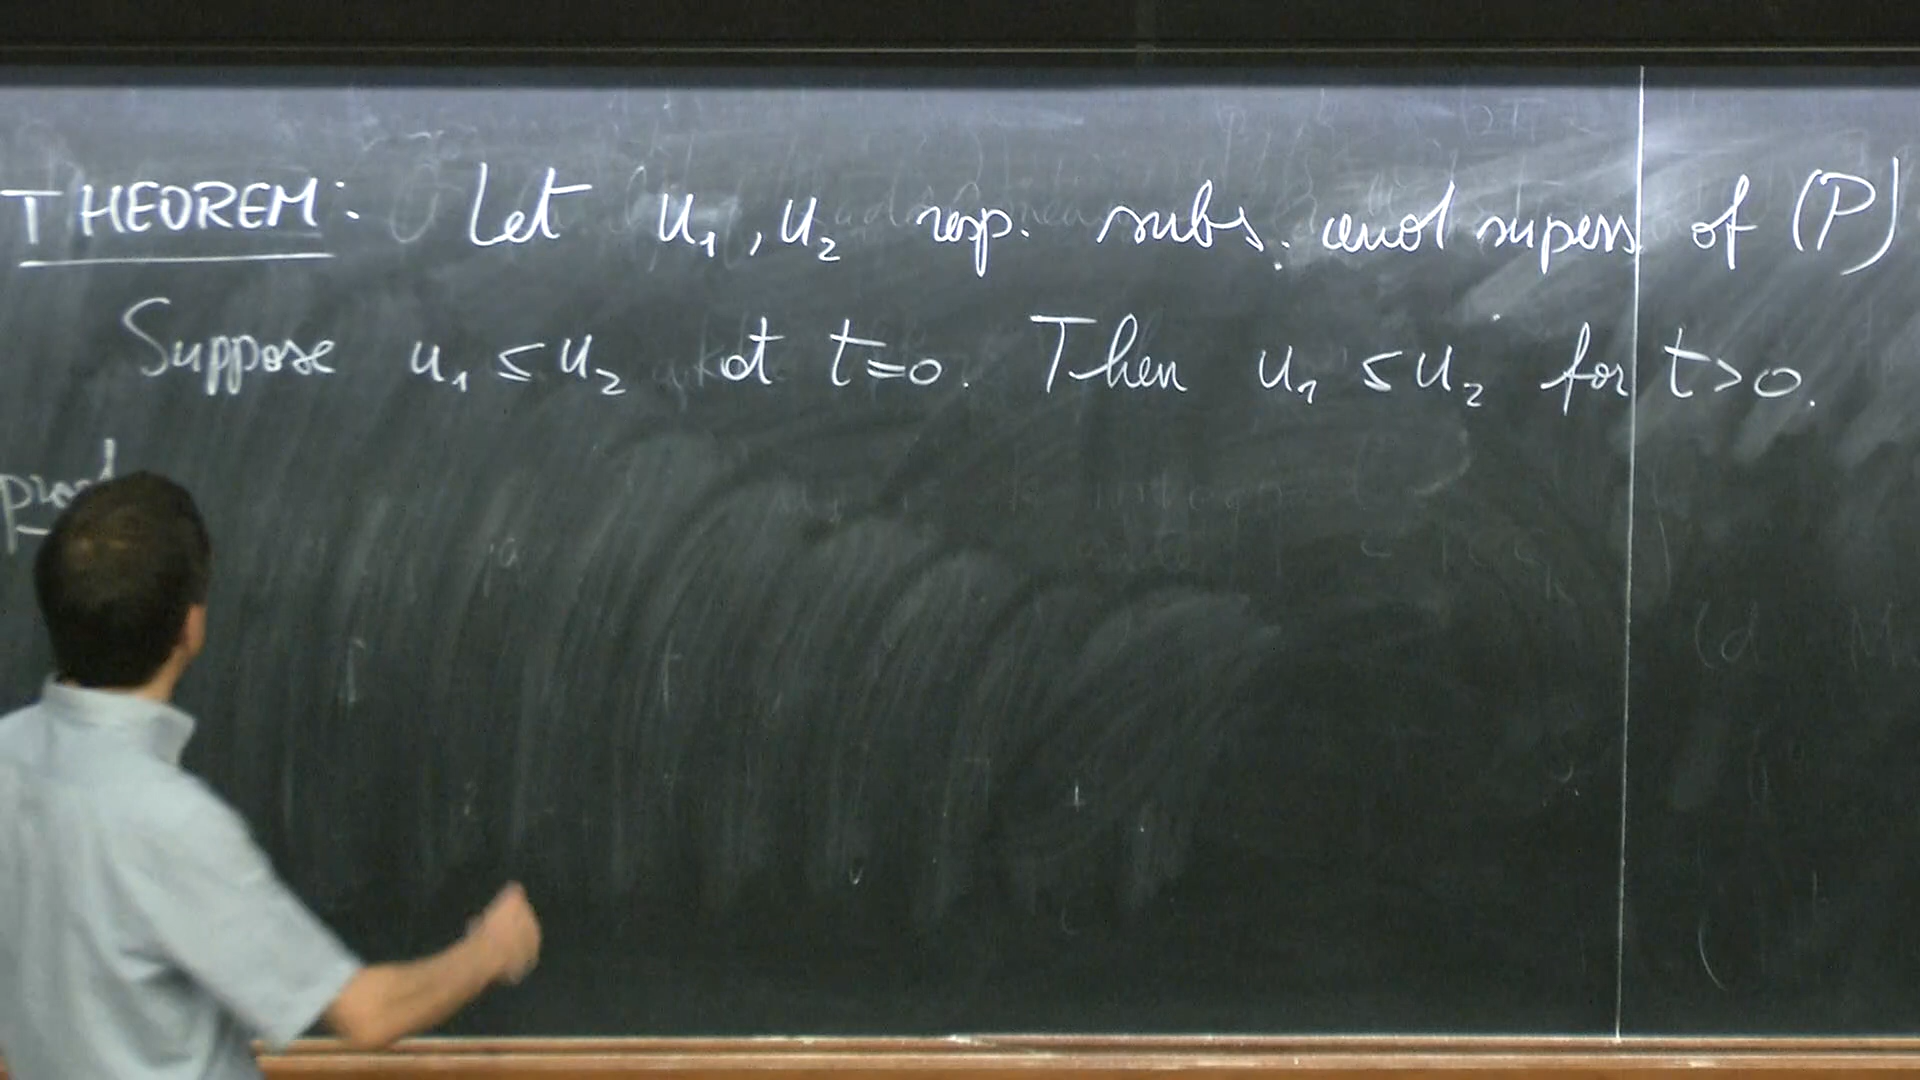 THEOREM: Let u₁, u₂ resp. subs. and supers of (P)
Suppose u₁ ≤ u₂ at t=0. Then u₁ ≤ u₂ for t>0.
proof